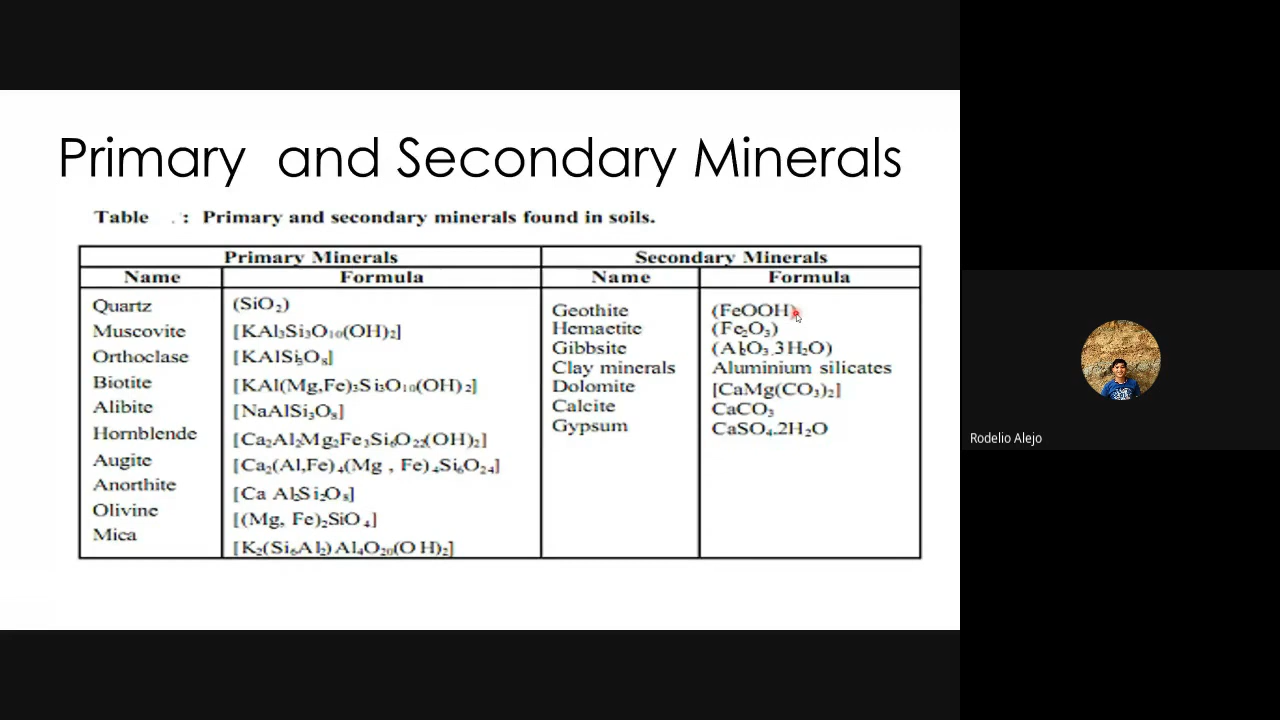 Primary and Secondary Minerals
Table : Primary and secondary minerals found in soils.
Primary Minerals Secondary Minerals
Name Formula Name Formula
Quartz (SiO₂)
Muscovite [KAl₃Si₃O₁₀(OH)₂]
Orthoclase [KAlSi₃O₈]
Biotite [KAl(Mg,Fe)₃Si₃O₁₀(OH)₂]
Alibite [NaAlSi₃O₈]
Hornblende [Ca₂Al₂Mg₂Fe₃Si₆O₂₂(OH)₂]
Augite [Ca₂(Al,Fe)₄(Mg , Fe)₄Si₆O₂₄]
Anorthite [Ca Al₂Si₂O₈]
Olivine [(Mg, Fe)₂SiO₄]
Mica [K₂(Si₆Al₂) Al₄O₂₀(O H)₂]
Geothite (FeOOH)
Hemactite (Fe₂O₃)
Gibbsite (Al₂O₃.3H₂O)
Clay minerals Aluminium silicates
Dolomite [CaMg(CO₃)₂]
Calcite CaCO₃
Gypsum CaSO₄.2H₂O
Rodelio Alejo